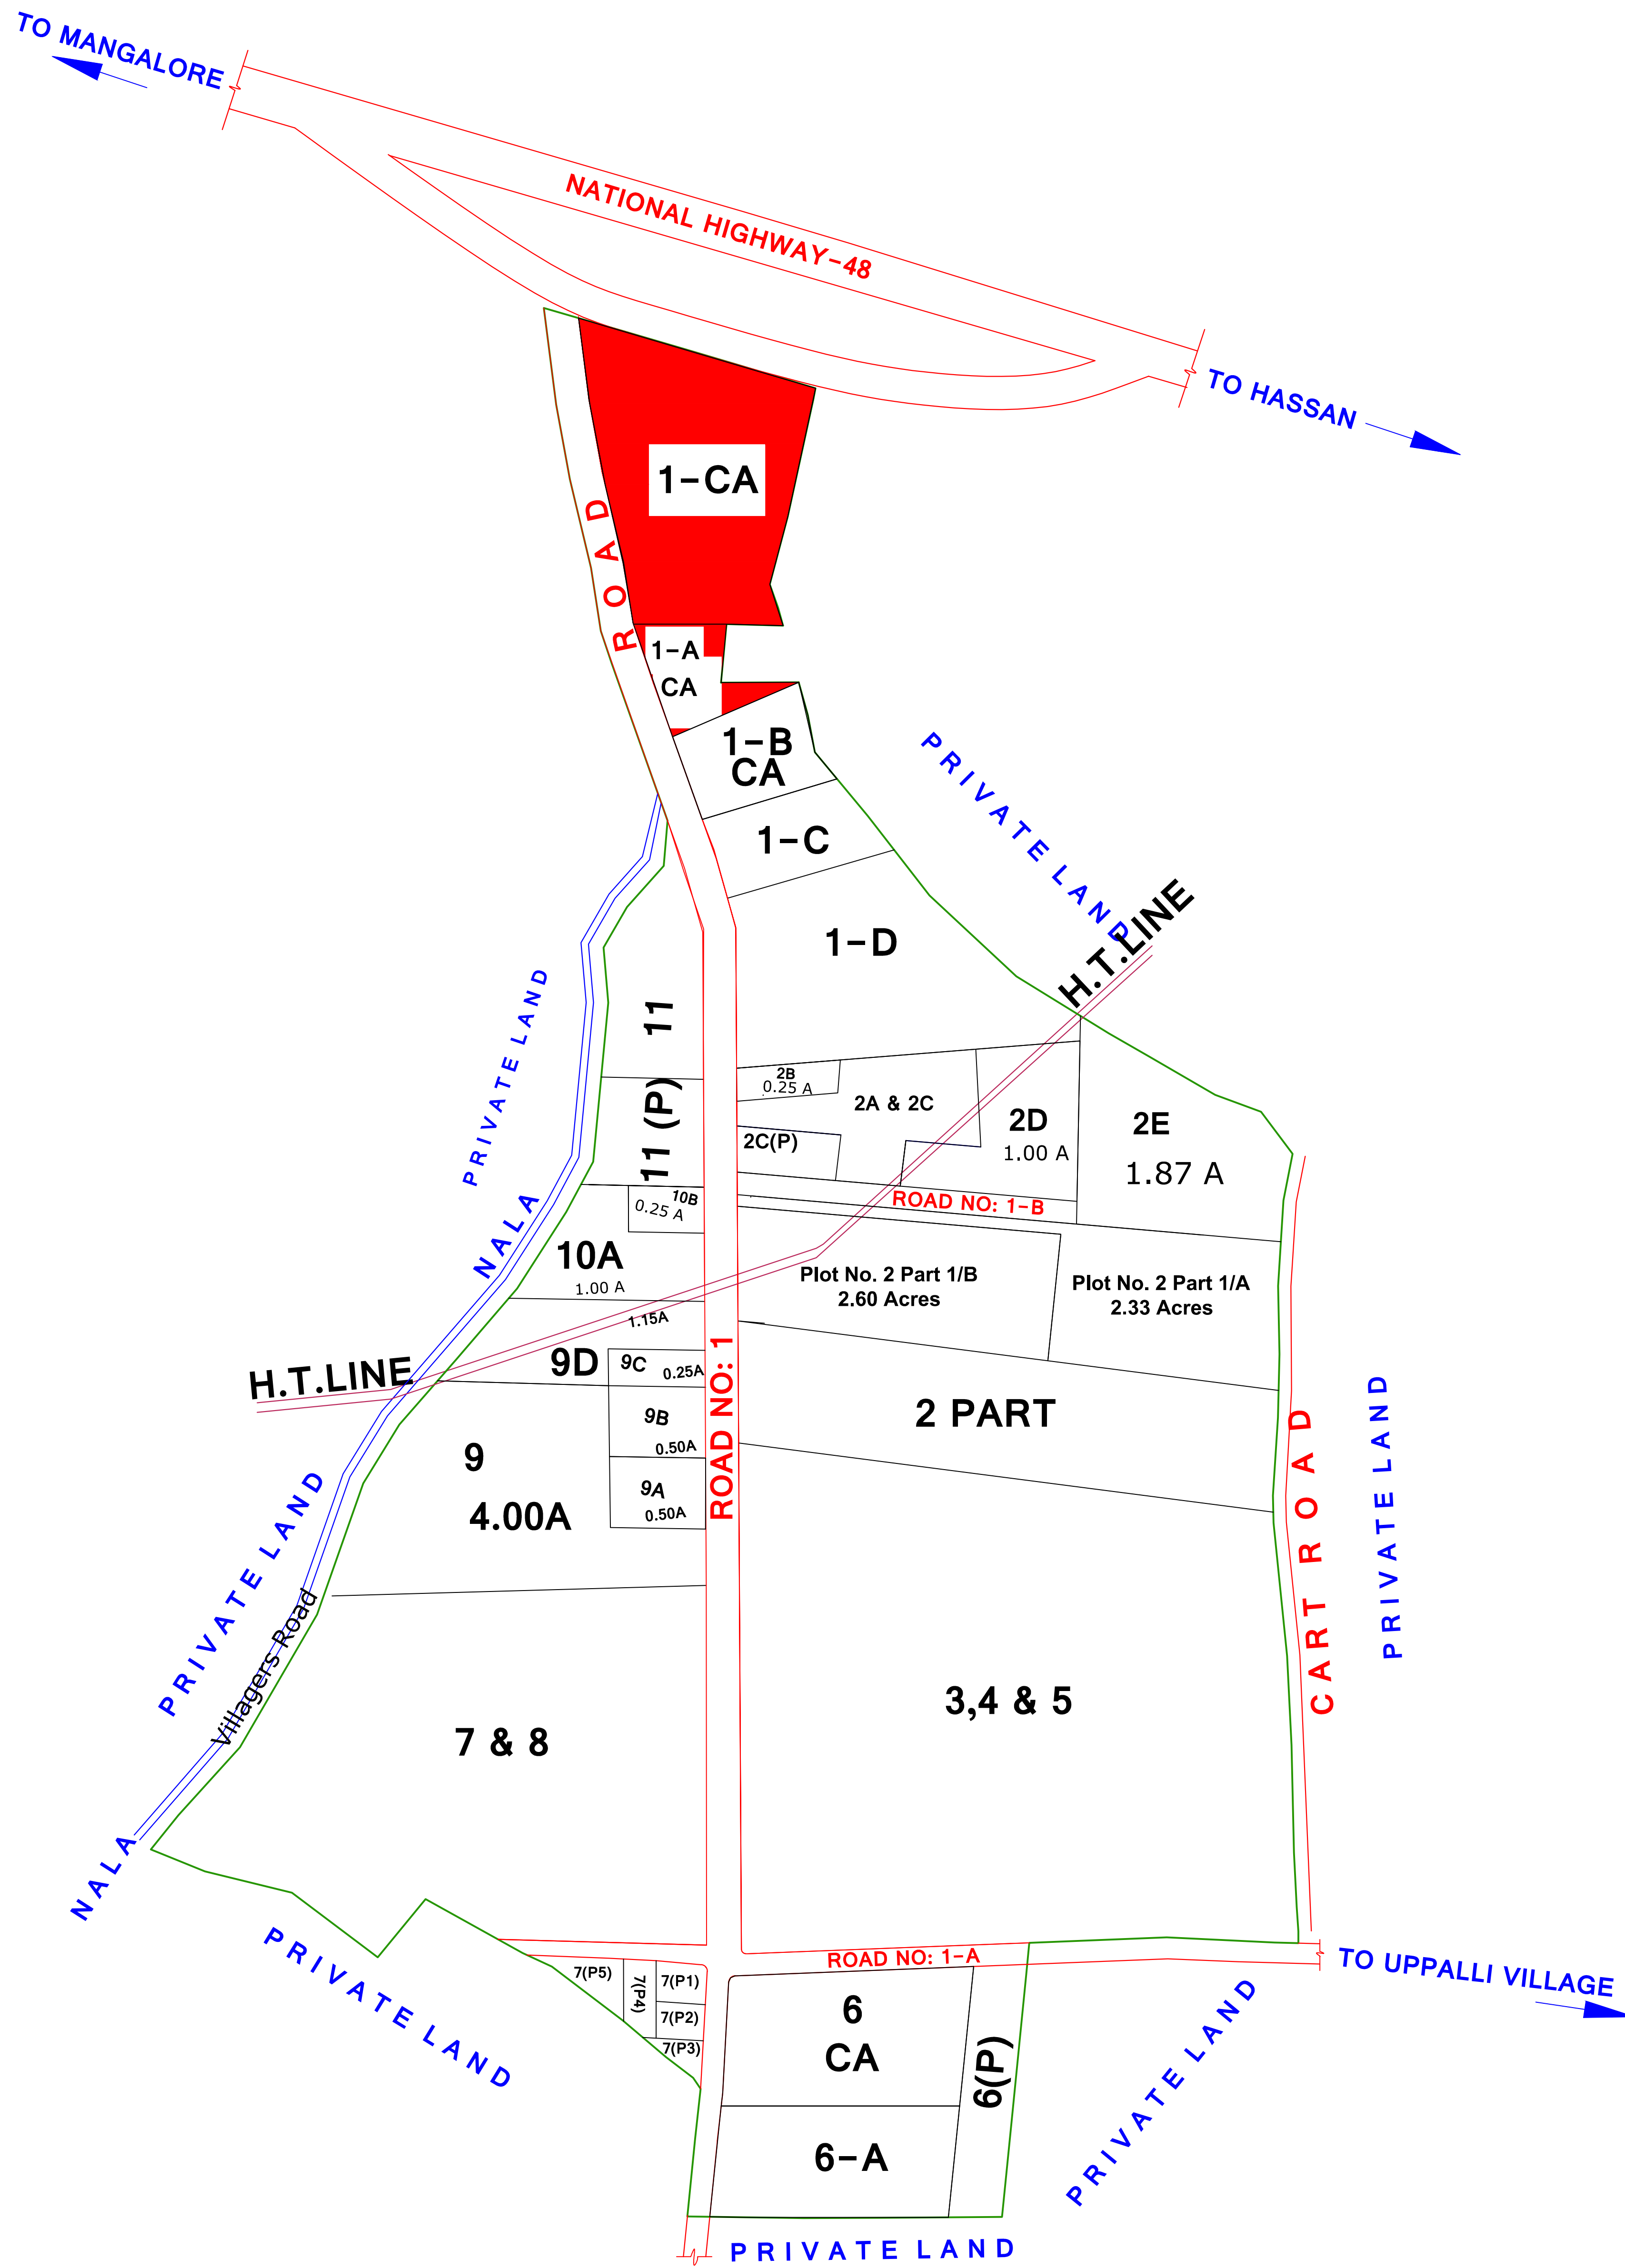 TO MANGALORE
NATIONAL HIGHWAY-48
TO HASSAN
1-CA
ROAD
1-A
CA
1-B
CA
1-C
PRIVATE LAND
1-D
H.T.LINE
11
PRIVATE LAND
2B
0.25 A
2A & 2C
2D
1.00 A
2E
1.87 A
11 (P)
2C(P)
10B
0.25 A
ROAD NO: 1-B
NALA
10A
1.00 A
Plot No. 2 Part 1/B
2.60 Acres
Plot No. 2 Part 1/A
2.33 Acres
1.15A
9D
9C
0.25A
H.T.LINE
ROAD NO: 1
9B
0.50A
2 PART
9
4.00A
9A
0.50A
CART ROAD
PRIVATE LAND
PRIVATE LAND
Villagers Road
7 & 8
3,4 & 5
NALA
PRIVATE LAND
ROAD NO: 1-A
TO UPPALLI VILLAGE
7(P5)
7(P4)
7(P1)
7(P2)
7(P3)
6
CA
6(P)
6-A
PRIVATE LAND
PRIVATE LAND